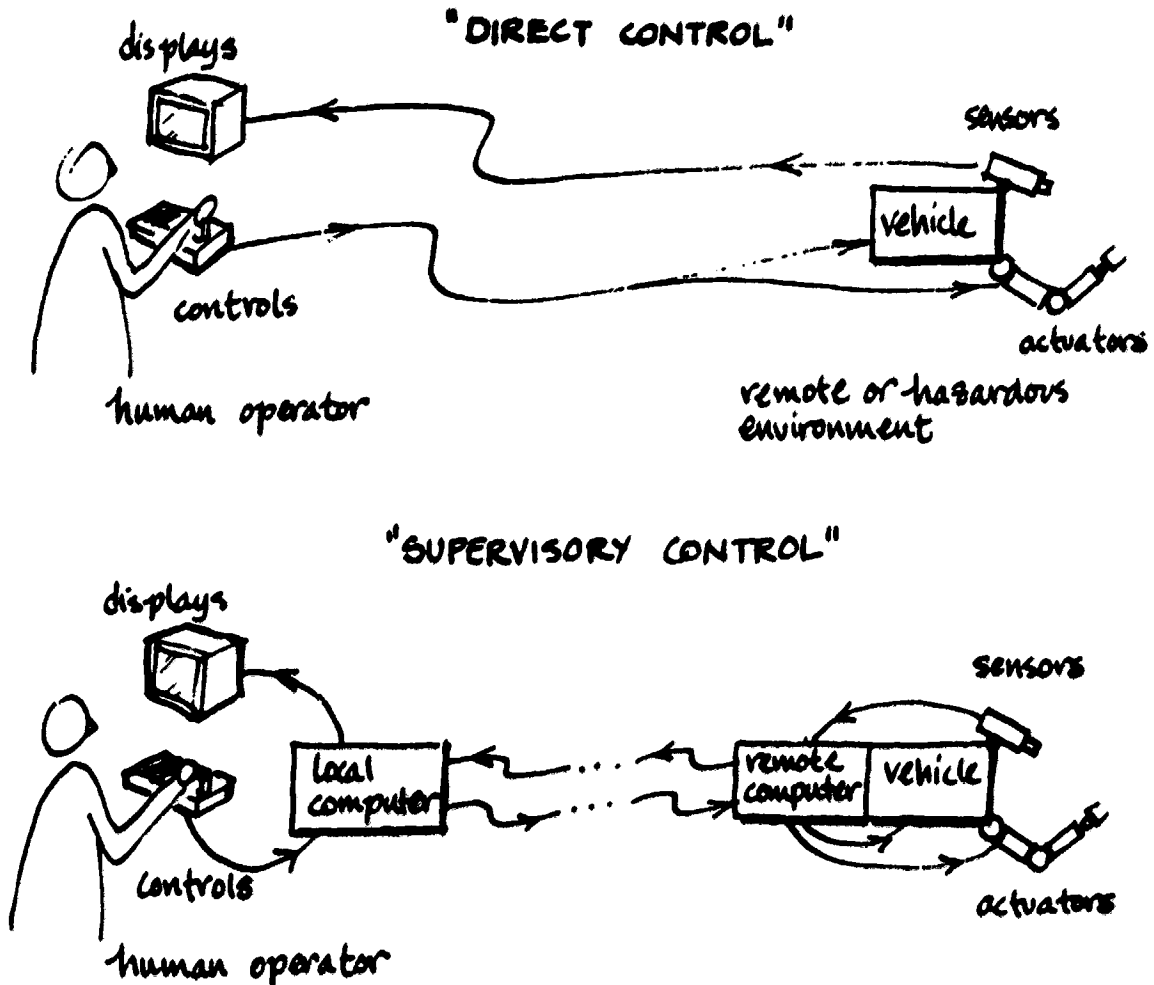 "DIRECT CONTROL"
displays
sensors
vehicle
controls
actuators
human operator
remote or hazardous
environment
"SUPERVISORY CONTROL"
displays
sensors
local
computer
remote
computer
vehicle
controls
actuators
human operator